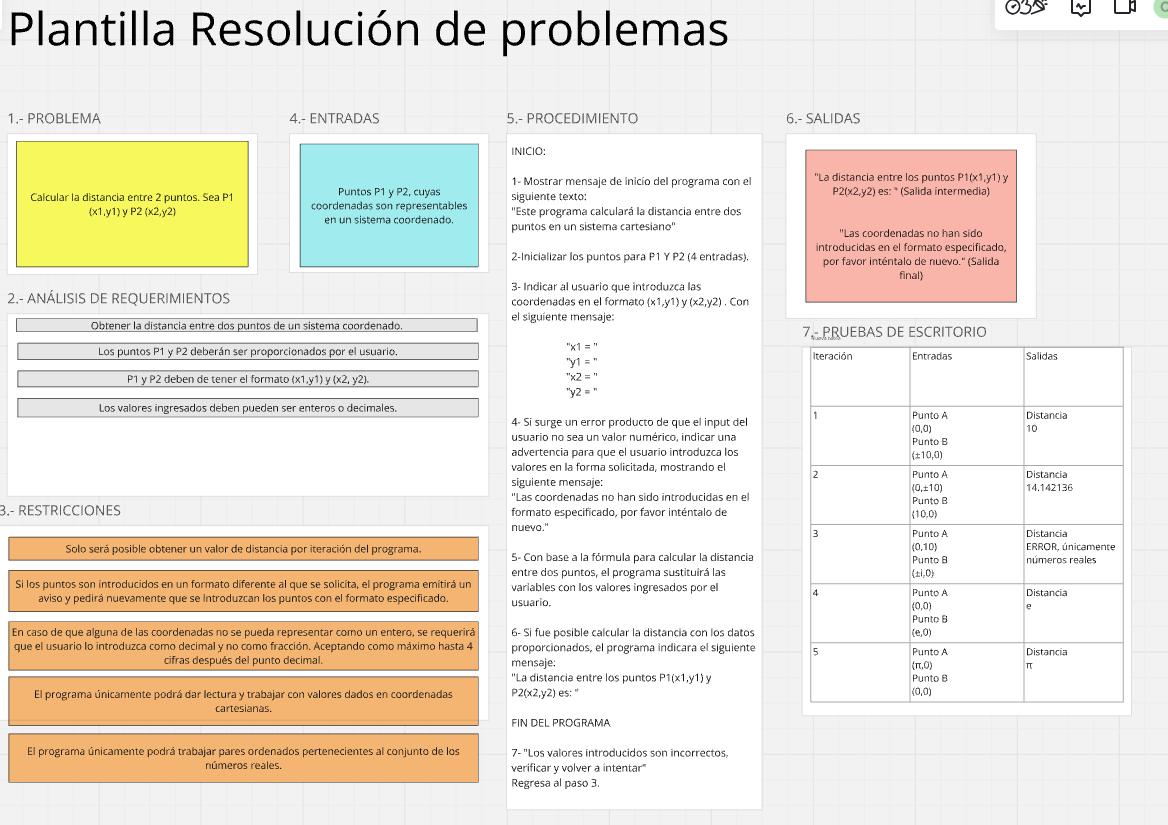 Plantilla Resolución de problemas
1.- PROBLEMA
Calcular la distancia entre 2 puntos. Sea P1
(x1,y1) y P2 (x2,y2)
2.- ANÁLISIS DE REQUERIMIENTOS
Obtener la distancia entre dos puntos de un sistema coordenado.
Los puntos P1 y P2 deberán ser proporcionados por el usuario.
P1 y P2 deben de tener el formato (x1,y1) y (x2, y2).
Los valores ingresados deben pueden ser enteros o decimales.
3.- RESTRICCIONES
Solo será posible obtener un valor de distancia por iteración del programa.
Si los puntos son introducidos en un formato diferente al que se solicita, el programa emitirá un
aviso y pedirá nuevamente que se introduzcan los puntos con el formato especificado.
En caso de que alguna de las coordenadas no se pueda representar como un entero, se requerirá
que el usuario lo introduzca como decimal y no como fracción. Aceptando como máximo hasta 4
cifras después del punto decimal.
El programa únicamente podrá dar lectura y trabajar con valores dados en coordenadas
cartesianas.
El programa únicamente podrá trabajar pares ordenados pertenecientes al conjunto de los
números reales.
4.- ENTRADAS
Puntos P1 y P2, cuyas
coordenadas son representables
en un sistema coordenado.
5.- PROCEDIMIENTO
INICIO:
1- Mostrar mensaje de inicio del programa con el
siguiente texto:
"Este programa calculará la distancia entre dos
puntos en un sistema cartesiano"
2-Inicializar los puntos para P1 Y P2 (4 entradas).
3- Indicar al usuario que introduzca las
coordenadas en el formato (x1,y1) y (x2,y2) . Con
el siguiente mensaje:
"x1 = "
"y1 = "
"x2 = "
"y2 = "
4- Si surge un error producto de que el input del
usuario no sea un valor numérico, indicar una
advertencia para que el usuario introduzca los
valores en la forma solicitada, mostrando el
siguiente mensaje:
"Las coordenadas no han sido introducidas en el
formato especificado, por favor inténtalo de
nuevo."
5- Con base a la fórmula para calcular la distancia
entre dos puntos, el programa sustituirá las
variables con los valores ingresados por el
usuario.
6- Si fue posible calcular la distancia con los datos
proporcionados, el programa indicara el siguiente
mensaje:
"La distancia entre los puntos P1(x1,y1) y
P2(x2,y2) es: "
FIN DEL PROGRAMA
7- "Los valores introducidos son incorrectos,
verificar y volver a intentar"
Regresa al paso 3.
6.- SALIDAS
"La distancia entre los puntos P1(x1,y1) y
P2(x2,y2) es: " (Salida intermedia)
"Las coordenadas no han sido
introducidas en el formato especificado,
por favor inténtalo de nuevo." (Salida
final)
7.- PRUEBAS DE ESCRITORIO
Iteración Entradas Salidas
1 Punto A Distancia
(0,0) 10
Punto B
(±10,0)
2 Punto A Distancia
(0,±10) 14.142136
Punto B
(10,0)
3 Punto A Distancia
(0,10) ERROR, únicamente
Punto B números reales
(±i,0)
4 Punto A Distancia
(0,0) e
Punto B
(e,0)
5 Punto A Distancia
(π,0) π
Punto B
(0,0)